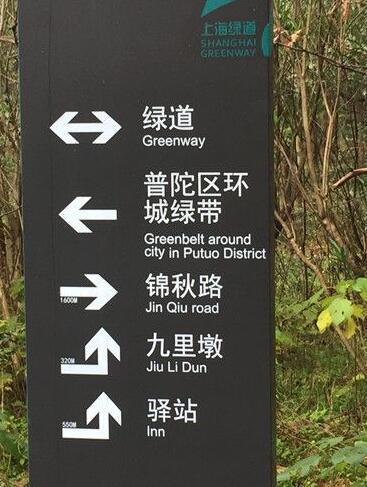 上海绿道
SHANGHAI
GREENWAY
绿道
Greenway
普陀区环
城绿带
Greenbelt around
city in Putuo District
1600M
锦秋路
Jin Qiu road
320M
九里墩
Jiu Li Dun
550M
驿站
Inn